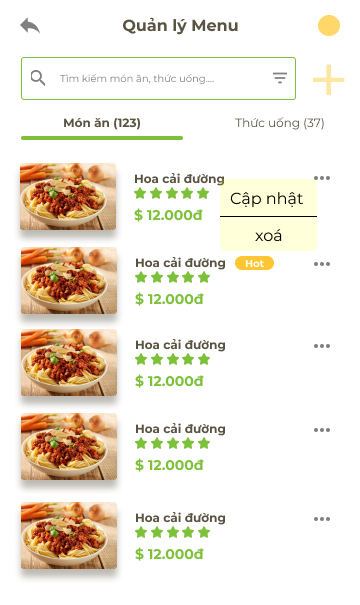 Quản lý Menu
Tìm kiếm món ăn, thức uống....
Món ăn (123)
Thức uống (37)
Hoa cải đường
$ 12.000đ
Cập nhật
xoá
Hoa cải đường
Hot
$ 12.000đ
Hoa cải đường
$ 12.000đ
Hoa cải đường
$ 12.000đ
Hoa cải đường
$ 12.000đ